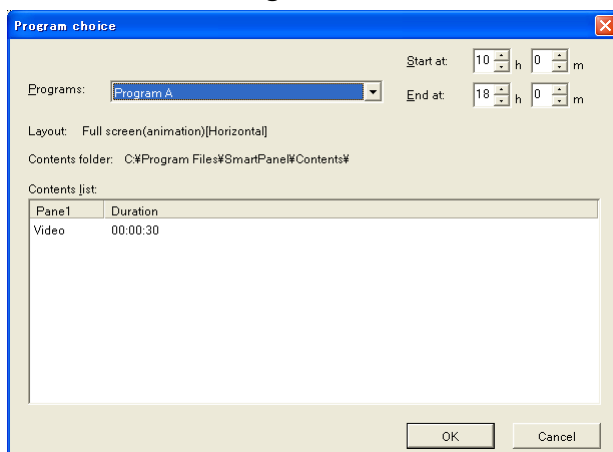 Program choice
Start at: 10 h 0 m
Programs: Program A
End at: 18 h 0 m
Layout: Full screen(animation)[Horizontal]
Contents folder: C:¥Program Files¥SmartPanel¥Contents¥
Contents list:
Pane1 Duration
Video 00:00:30
OK Cancel